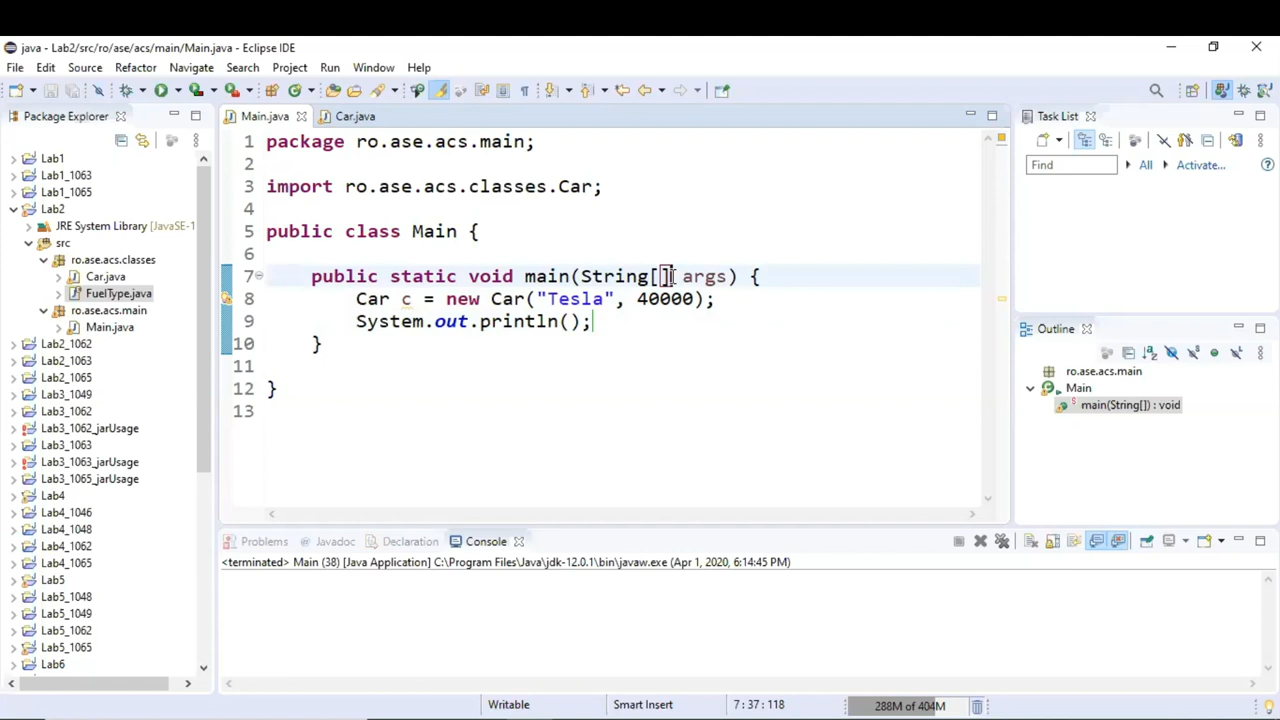 java - Lab2/src/ro/ase/acs/main/Main.java - Eclipse IDE
File Edit Source Refactor Navigate Search Project Run Window Help
Package Explorer
Lab1
Lab1_1063
Lab1_1065
Lab2
JRE System Library [JavaSE-1
src
ro.ase.acs.classes
Car.java
FuelType.java
ro.ase.acs.main
Main.java
Lab2_1062
Lab2_1063
Lab2_1065
Lab3_1049
Lab3_1062
Lab3_1062_jarUsage
Lab3_1063
Lab3_1063_jarUsage
Lab3_1065_jarUsage
Lab4
Lab4_1046
Lab4_1048
Lab4_1062
Lab4_1065
Lab5
Lab5_1048
Lab5_1049
Lab5_1062
Lab5_1065
Lab6
Main.java Car.java
1 package ro.ase.acs.main;
2
3 import ro.ase.acs.classes.Car;
4
5 public class Main {
6
7 public static void main(String[] args) {
8 Car c = new Car("Tesla", 40000);
9 System.out.println();
10 }
11
12 }
13
Task List
Find All Activate...
Outline
ro.ase.acs.main
Main
main(String[]) : void
Problems Javadoc Declaration Console
<terminated> Main (38) [Java Application] C:\Program Files\Java\jdk-12.0.1\bin\javaw.exe (Apr 1, 2020, 6:14:45 PM)
Writable Smart Insert 7 : 37 : 118 288M of 404M